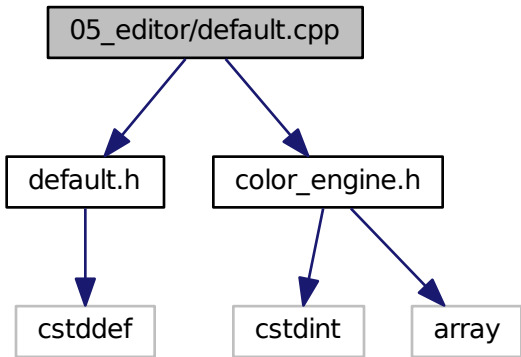 05_editor/default.cpp
default.h
color_engine.h
cstddef
cstdint
array